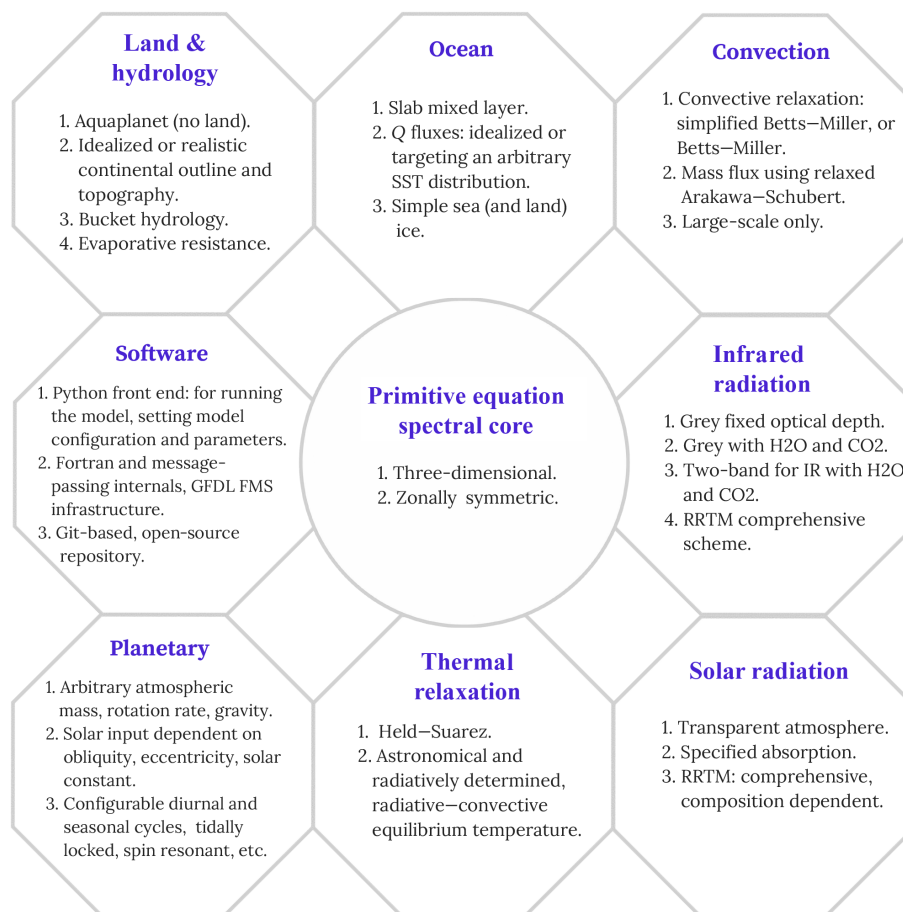 Land &
hydrology
1. Aquaplanet (no land).
2. Idealized or realistic
continental outline and
topography.
3. Bucket hydrology.
4. Evaporative resistance.
Ocean
1. Slab mixed layer.
2. Q fluxes: idealized or
targeting an arbitrary
SST distribution.
3. Simple sea (and land)
ice.
Convection
1. Convective relaxation:
simplified Betts—Miller, or
Betts—Miller.
2. Mass flux using relaxed
Arakawa—Schubert.
3. Large-scale only.
Software
1. Python front end: for running
the model, setting model
configuration and parameters.
2. Fortran and message-
passing internals, GFDL FMS
infrastructure.
3. Git-based, open-source
repository.
Primitive equation
spectral core
1. Three-dimensional.
2. Zonally symmetric.
Infrared
radiation
1. Grey fixed optical depth.
2. Grey with H2O and CO2.
3. Two-band for IR with H2O
and CO2.
4. RRTM comprehensive
scheme.
Planetary
1. Arbitrary atmospheric
mass, rotation rate, gravity.
2. Solar input dependent on
obliquity, eccentricity, solar
constant.
3. Configurable diurnal and
seasonal cycles, tidally
locked, spin resonant, etc.
Thermal
relaxation
1. Held—Suarez.
2. Astronomical and
radiatively determined,
radiative—convective
equilibrium temperature.
Solar radiation
1. Transparent atmosphere.
2. Specified absorption.
3. RRTM: comprehensive,
composition dependent.